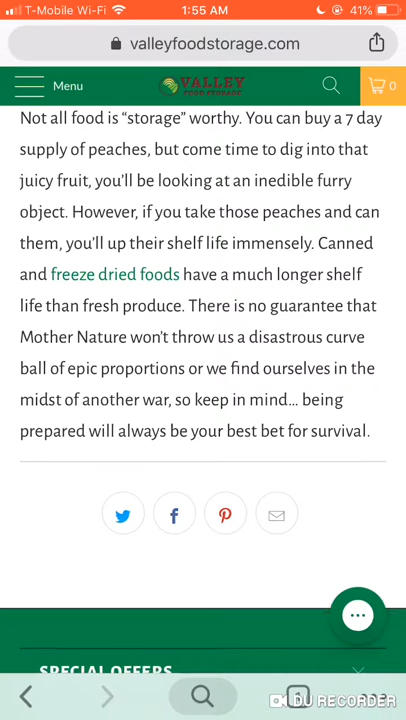 T-Mobile Wi-Fi 1:55 AM 41%
valleyfoodstorage.com
Menu VALLEY FOOD STORAGE 0
Not all food is “storage” worthy. You can buy a 7 day
supply of peaches, but come time to dig into that
juicy fruit, you’ll be looking at an inedible furry
object. However, if you take those peaches and can
them, you’ll up their shelf life immensely. Canned
and freeze dried foods have a much longer shelf
life than fresh produce. There is no guarantee that
Mother Nature won’t throw us a disastrous curve
ball of epic proportions or we find ourselves in the
midst of another war, so keep in mind... being
prepared will always be your best bet for survival.
SPECIAL OFFERS
1
DU RECORDER